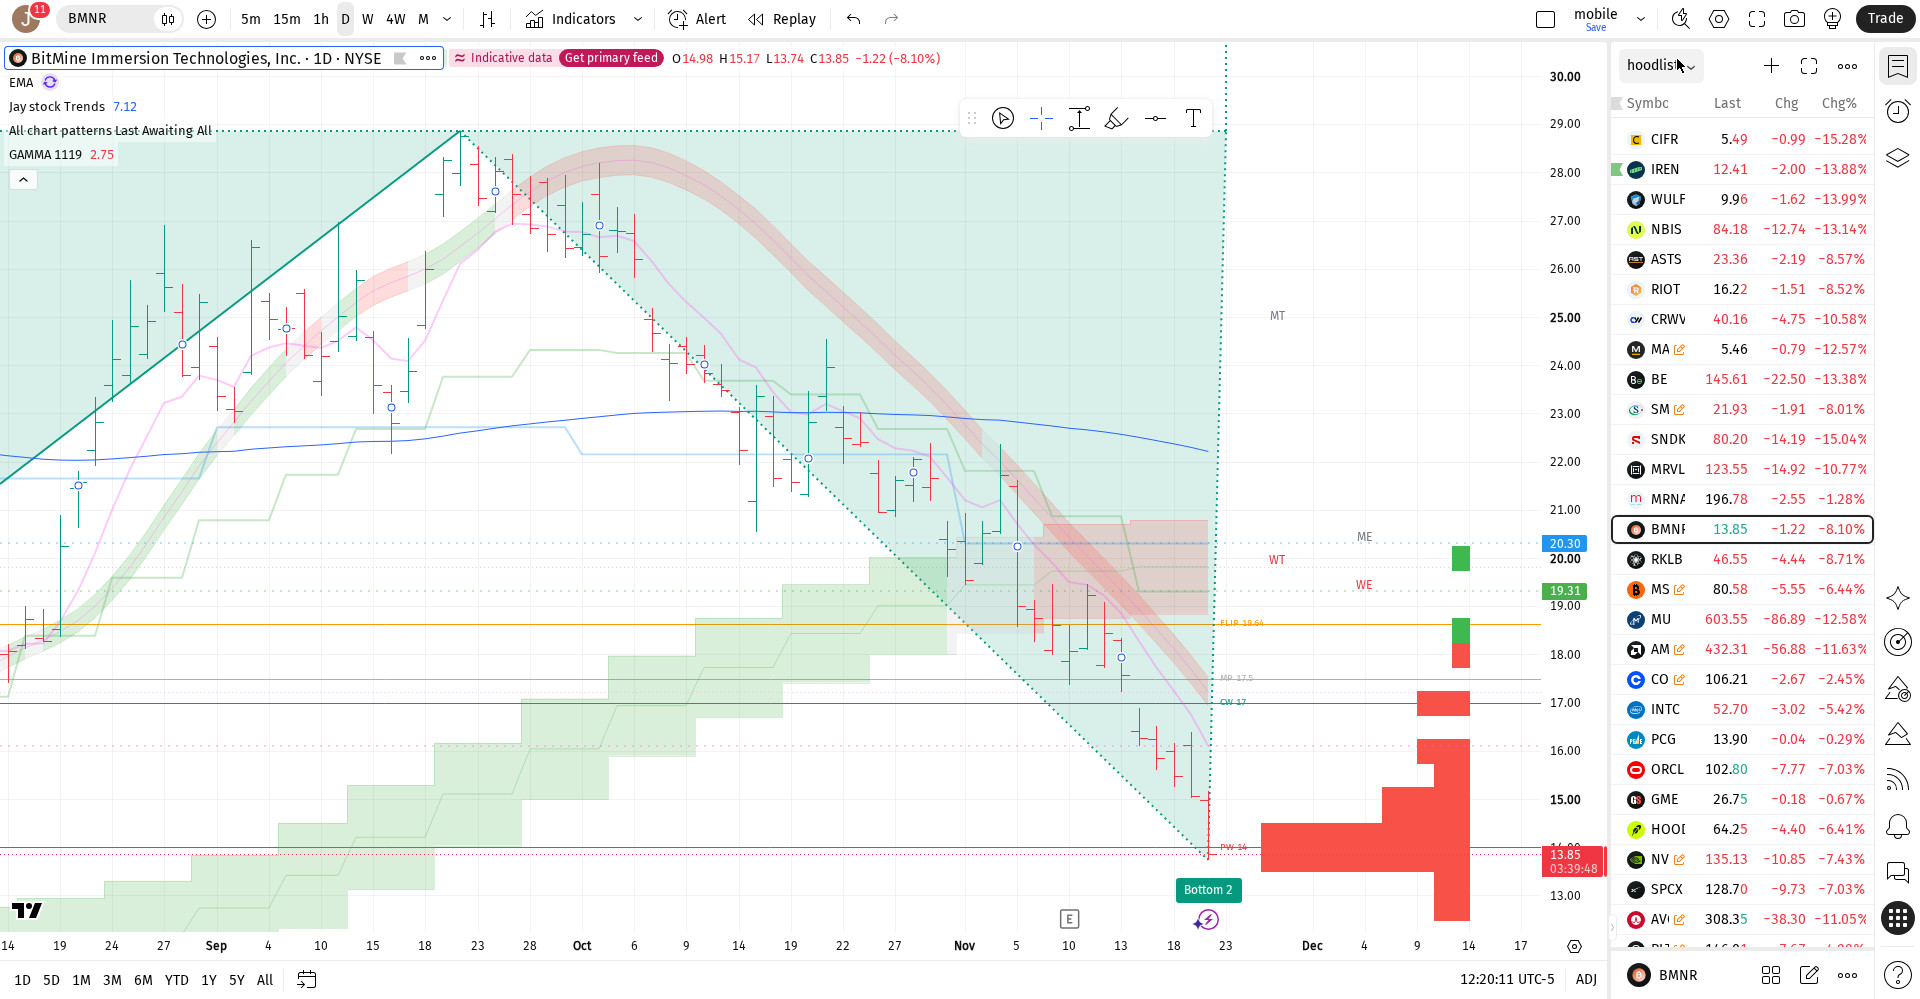 J 11 BMNR 5m 15m 1h D W 4W M Indicators Alert Replay mobile Save Trade
BitMine Immersion Technologies, Inc. · 1D · NYSE Indicative data Get primary feed O14.98 H15.17 L13.74 C13.85 −1.22 (−8.10%)
EMA
Jay stock Trends 7.12
All chart patterns Last Awaiting All
GAMMA 1119 2.75
30.00
29.00
28.00
27.00
26.00
MT
25.00
24.00
23.00
22.00
21.00
ME
20.30
WT
20.00
WE
19.31
19.00
FLIP 18.64
18.00
MP 17.5
CW 17
17.00
16.00
15.00
PW 14
13.85
03:39:48
13.00
Bottom 2
E
14 19 24 27 Sep 4 10 15 18 23 28 Oct 6 9 14 19 22 27 Nov 5 10 13 18 23 Dec 4 9 14 17
1D 5D 1M 3M 6M YTD 1Y 5Y All 12:20:11 UTC-5 ADJ
hoodlist
Symbc Last Chg Chg%
CIFR 5.49 −0.99 −15.28%
IREN 12.41 −2.00 −13.88%
WULF 9.96 −1.62 −13.99%
NBIS 84.18 −12.74 −13.14%
ASTS 23.36 −2.19 −8.57%
RIOT 16.22 −1.51 −8.52%
CRWV 40.16 −4.75 −10.58%
MA 5.46 −0.79 −12.57%
BE 145.61 −22.50 −13.38%
SM 21.93 −1.91 −8.01%
SNDK 80.20 −14.19 −15.04%
MRVL 123.55 −14.92 −10.77%
MRNA 196.78 −2.55 −1.28%
BMNR 13.85 −1.22 −8.10%
RKLB 46.55 −4.44 −8.71%
MS 80.58 −5.55 −6.44%
MU 603.55 −86.89 −12.58%
AM 432.31 −56.88 −11.63%
CO 106.21 −2.67 −2.45%
INTC 52.70 −3.02 −5.42%
PCG 13.90 −0.04 −0.29%
ORCL 102.80 −7.77 −7.03%
GME 26.75 −0.18 −0.67%
HOOD 64.25 −4.40 −6.41%
NV 135.13 −10.85 −7.43%
SPCX 128.70 −9.73 −7.03%
AV 308.35 −38.30 −11.05%
BMNR